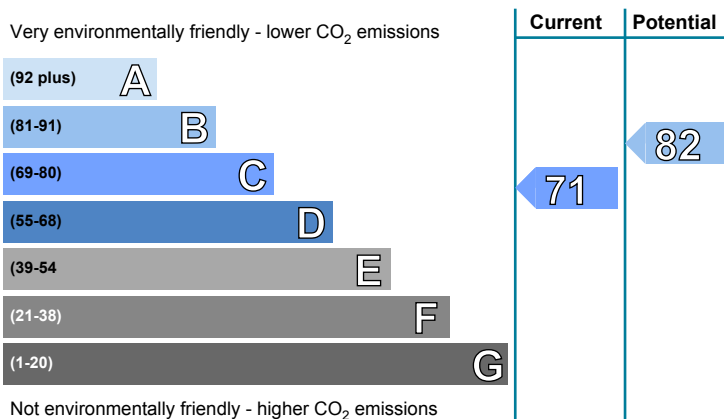 Current Potential
Very environmentally friendly - lower CO2 emissions
(92 plus) A
(81-91) B
82
(69-80) C
71
(55-68) D
(39-54 E
(21-38) F
(1-20) G
Not environmentally friendly - higher CO2 emissions